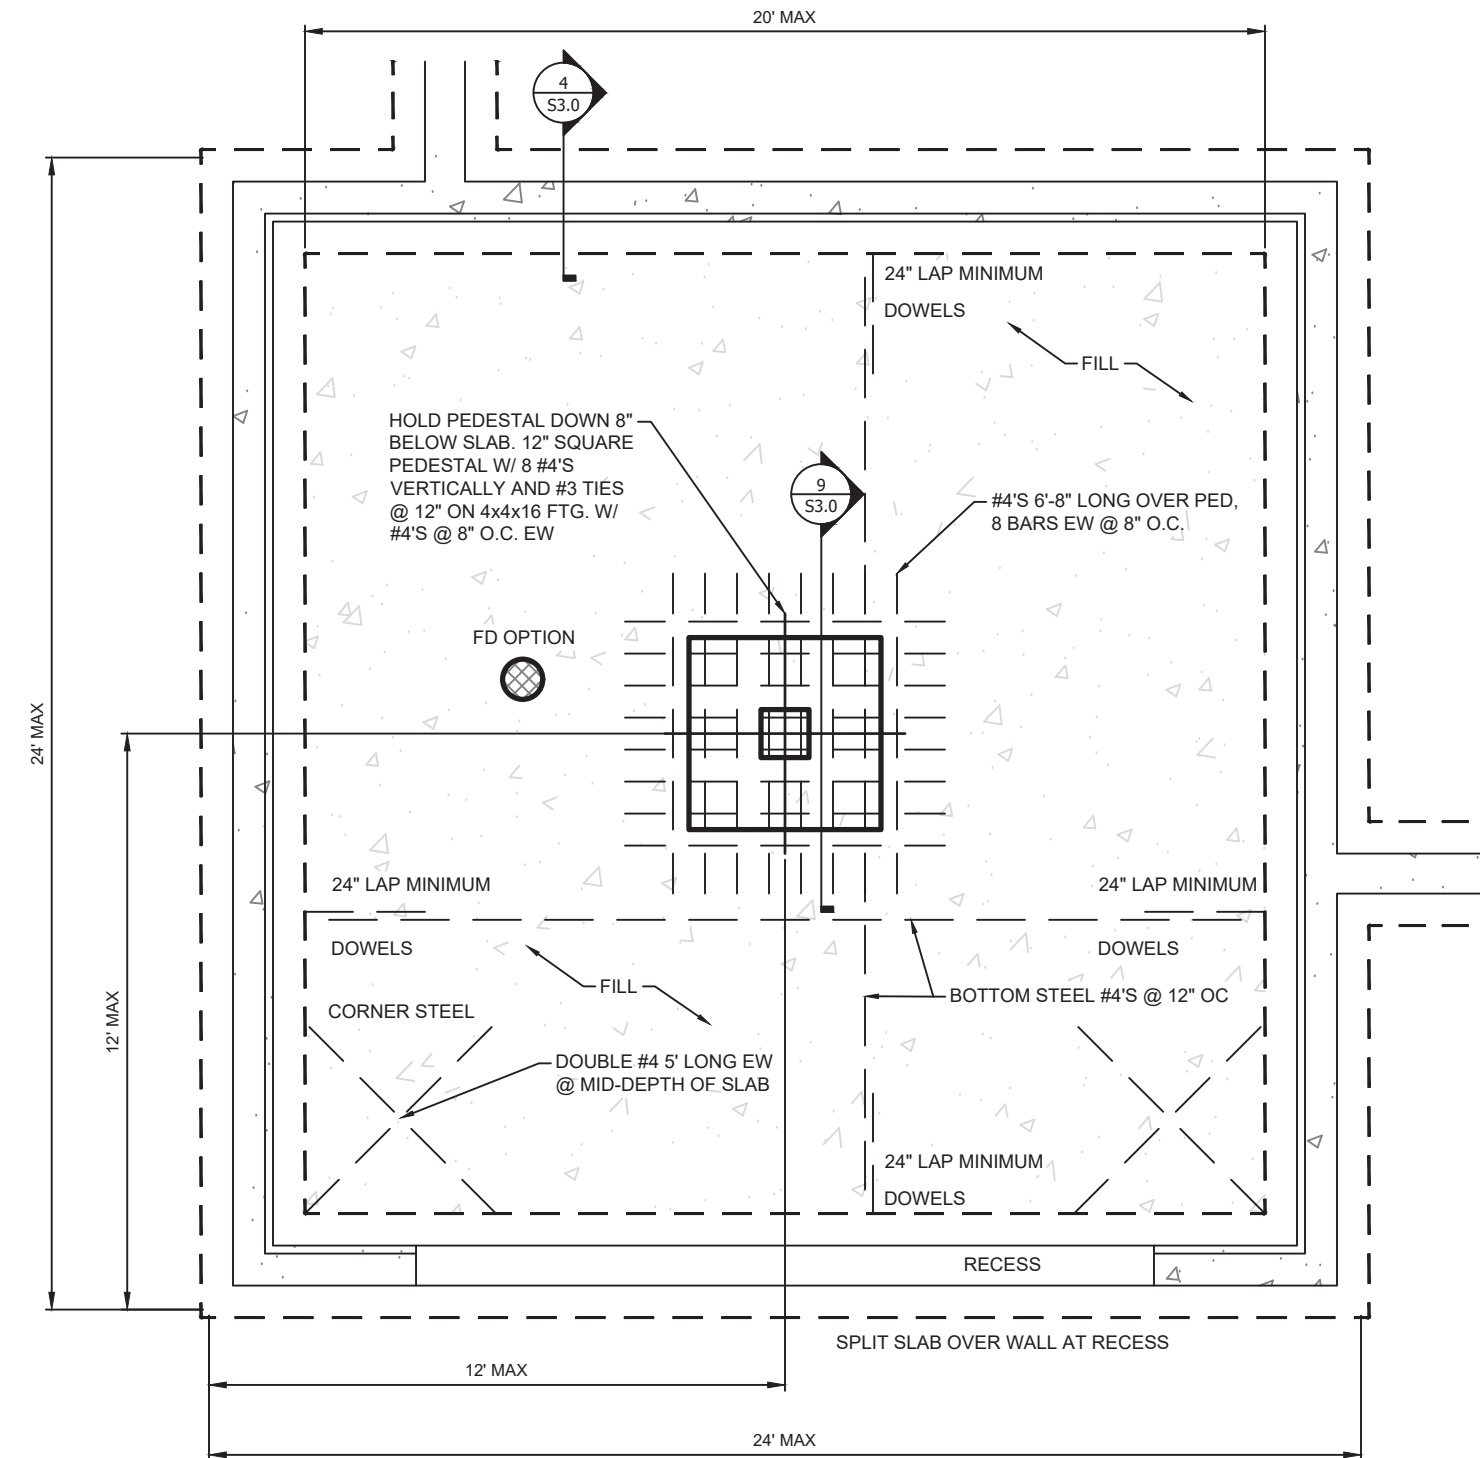 20' MAX
4
S3.0
24" LAP MINIMUM
DOWELS
FILL
HOLD PEDESTAL DOWN 8"
BELOW SLAB. 12" SQUARE
PEDESTAL W/ 8 #4'S
VERTICALLY AND #3 TIES
@ 12" ON 4x4x16 FTG. W/
#4'S @ 8" O.C. EW
9
S3.0
#4'S 6'-8" LONG OVER PED,
8 BARS EW @ 8" O.C.
FD OPTION
24' MAX
24" LAP MINIMUM
24" LAP MINIMUM
DOWELS
DOWELS
FILL
BOTTOM STEEL #4'S @ 12" OC
12' MAX
CORNER STEEL
DOUBLE #4 5' LONG EW
@ MID-DEPTH OF SLAB
24" LAP MINIMUM
DOWELS
RECESS
SPLIT SLAB OVER WALL AT RECESS
12' MAX
24' MAX